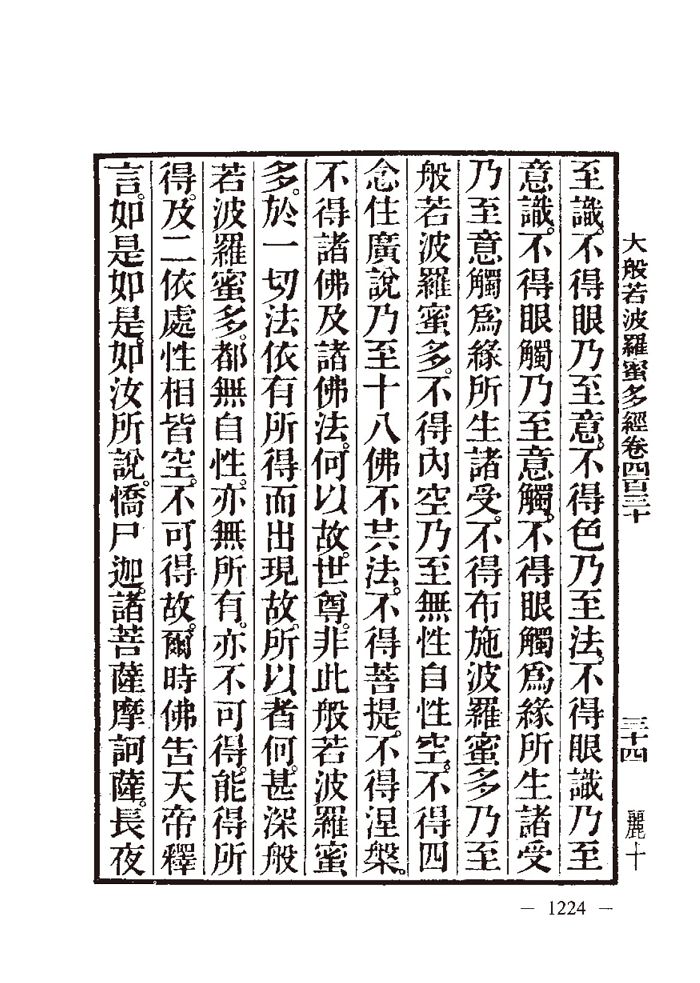 大般若波羅蜜多經卷四百三十
三十四
麗十
至識。不得眼乃至意。不得色乃至法。不得眼識乃至
意識。不得眼觸乃至意觸。不得眼觸爲緣所生諸受
乃至意觸爲緣所生諸受。不得布施波羅蜜多乃至
般若波羅蜜多。不得內空乃至無性自性空。不得四
念住廣說乃至十八佛不共法。不得菩提。不得涅槃。
不得諸佛及諸佛法。何以故。世尊。非此般若波羅蜜
多。於一切法依有所得而出現故。所以者何。甚深般
若波羅蜜多。都無自性。亦無所有。亦不可得。能得所
得。及二依處性相皆空。不可得故。爾時佛告天帝釋
言。如是如是。如汝所說。憍尸迦。諸菩薩摩訶薩。長夜
— 1224 —